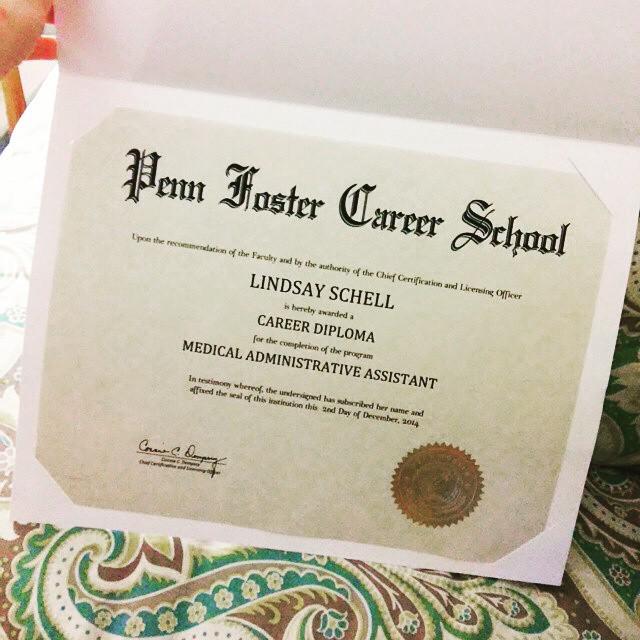 Penn Foster Career School
Upon the recommendation of the Faculty and by the authority of the Chief Certification and Licensing Officer
LINDSAY SCHELL
is hereby awarded a
CAREER DIPLOMA
for the completion of the program
MEDICAL ADMINISTRATIVE ASSISTANT
In testimony whereof, the undersigned has subscribed her name and
affixed the seal of this institution this 2nd Day of December, 2014
Chief Certification and Licensing